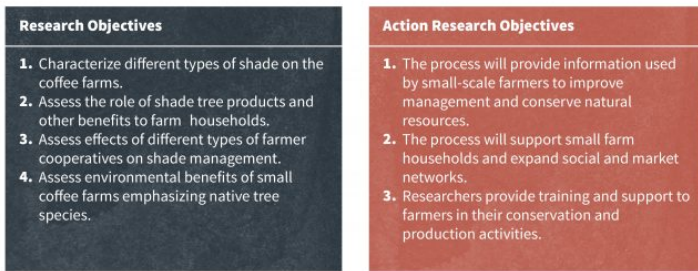 Research Objectives
1. Characterize different types of shade on the
coffee farms.
2. Assess the role of shade tree products and
other benefits to farm households.
3. Assess effects of different types of farmer
cooperatives on shade management.
4. Assess environmental benefits of small
coffee farms emphasizing native tree
species.
Action Research Objectives
1. The process will provide information used
by small-scale farmers to improve
management and conserve natural
resources.
2. The process will support small farm
households and expand social and market
networks.
3. Researchers provide training and support to
farmers in their conservation and
production activities.